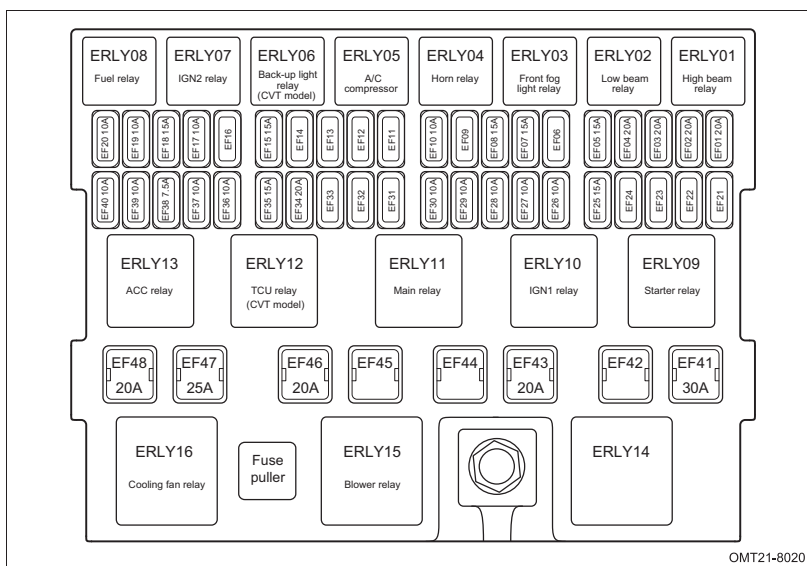 ERLY08
Fuel relay
ERLY07
IGN2 relay
ERLY06
Back-up light
relay
(CVT model)
ERLY05
A/C
compressor
ERLY04
Horn relay
ERLY03
Front fog
light relay
ERLY02
Low beam
relay
ERLY01
High beam
relay
EF20 10A
EF19 10A
EF18 15A
EF17 10A
EF16
EF15 15A
EF14
EF13
EF12
EF11
EF10 10A
EF09
EF08 15A
EF07 15A
EF06
EF05 15A
EF04 20A
EF03 20A
EF02 20A
EF01 20A
EF40 10A
EF39 10A
EF38 7.5A
EF37 10A
EF36 10A
EF35 15A
EF34 20A
EF33
EF32
EF31
EF30 10A
EF29 10A
EF28 10A
EF27 10A
EF26 10A
EF25 15A
EF24
EF23
EF22
EF21
ERLY13
ACC relay
ERLY12
TCU relay
(CVT model)
ERLY11
Main relay
ERLY10
IGN1 relay
ERLY09
Starter relay
EF48
20A
EF47
25A
EF46
20A
EF45
EF44
EF43
20A
EF42
EF41
30A
ERLY16
Cooling fan relay
Fuse
puller
ERLY15
Blower relay
ERLY14
OMT21-8020